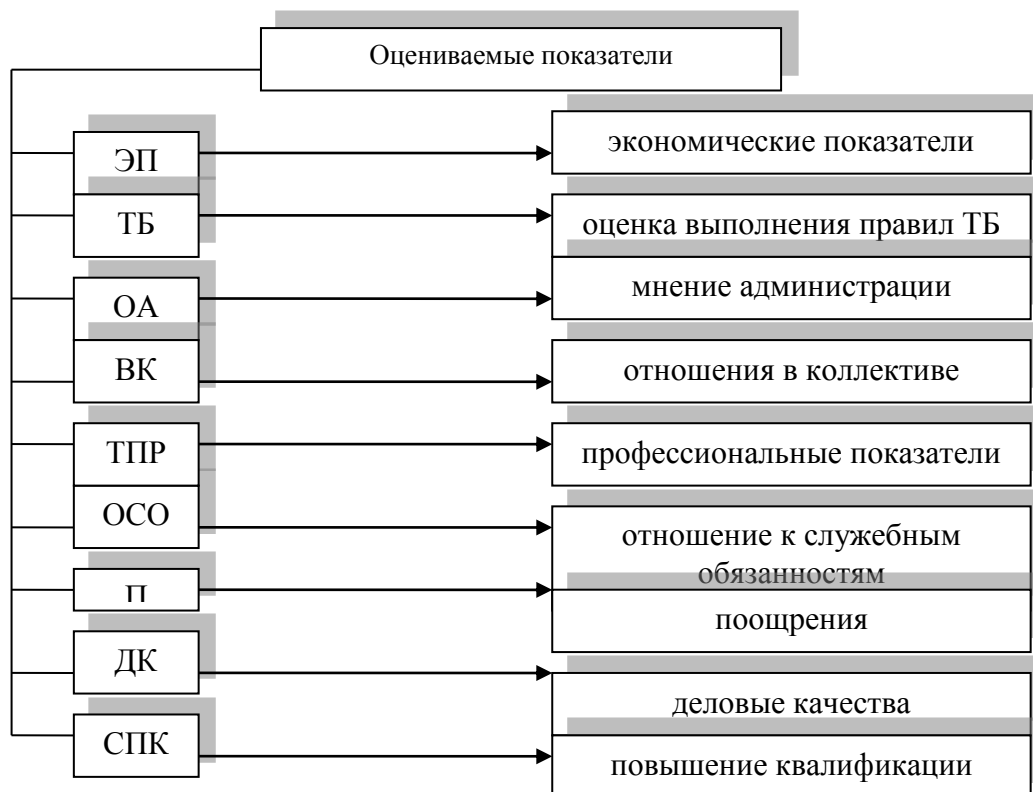 Оцениваемые показатели
ЭП
экономические показатели
ТБ
оценка выполнения правил ТБ
ОА
мнение администрации
ВК
отношения в коллективе
ТПР
профессиональные показатели
ОСО
отношение к служебным
обязанностям
П
поощрения
ДК
деловые качества
СПК
повышение квалификации